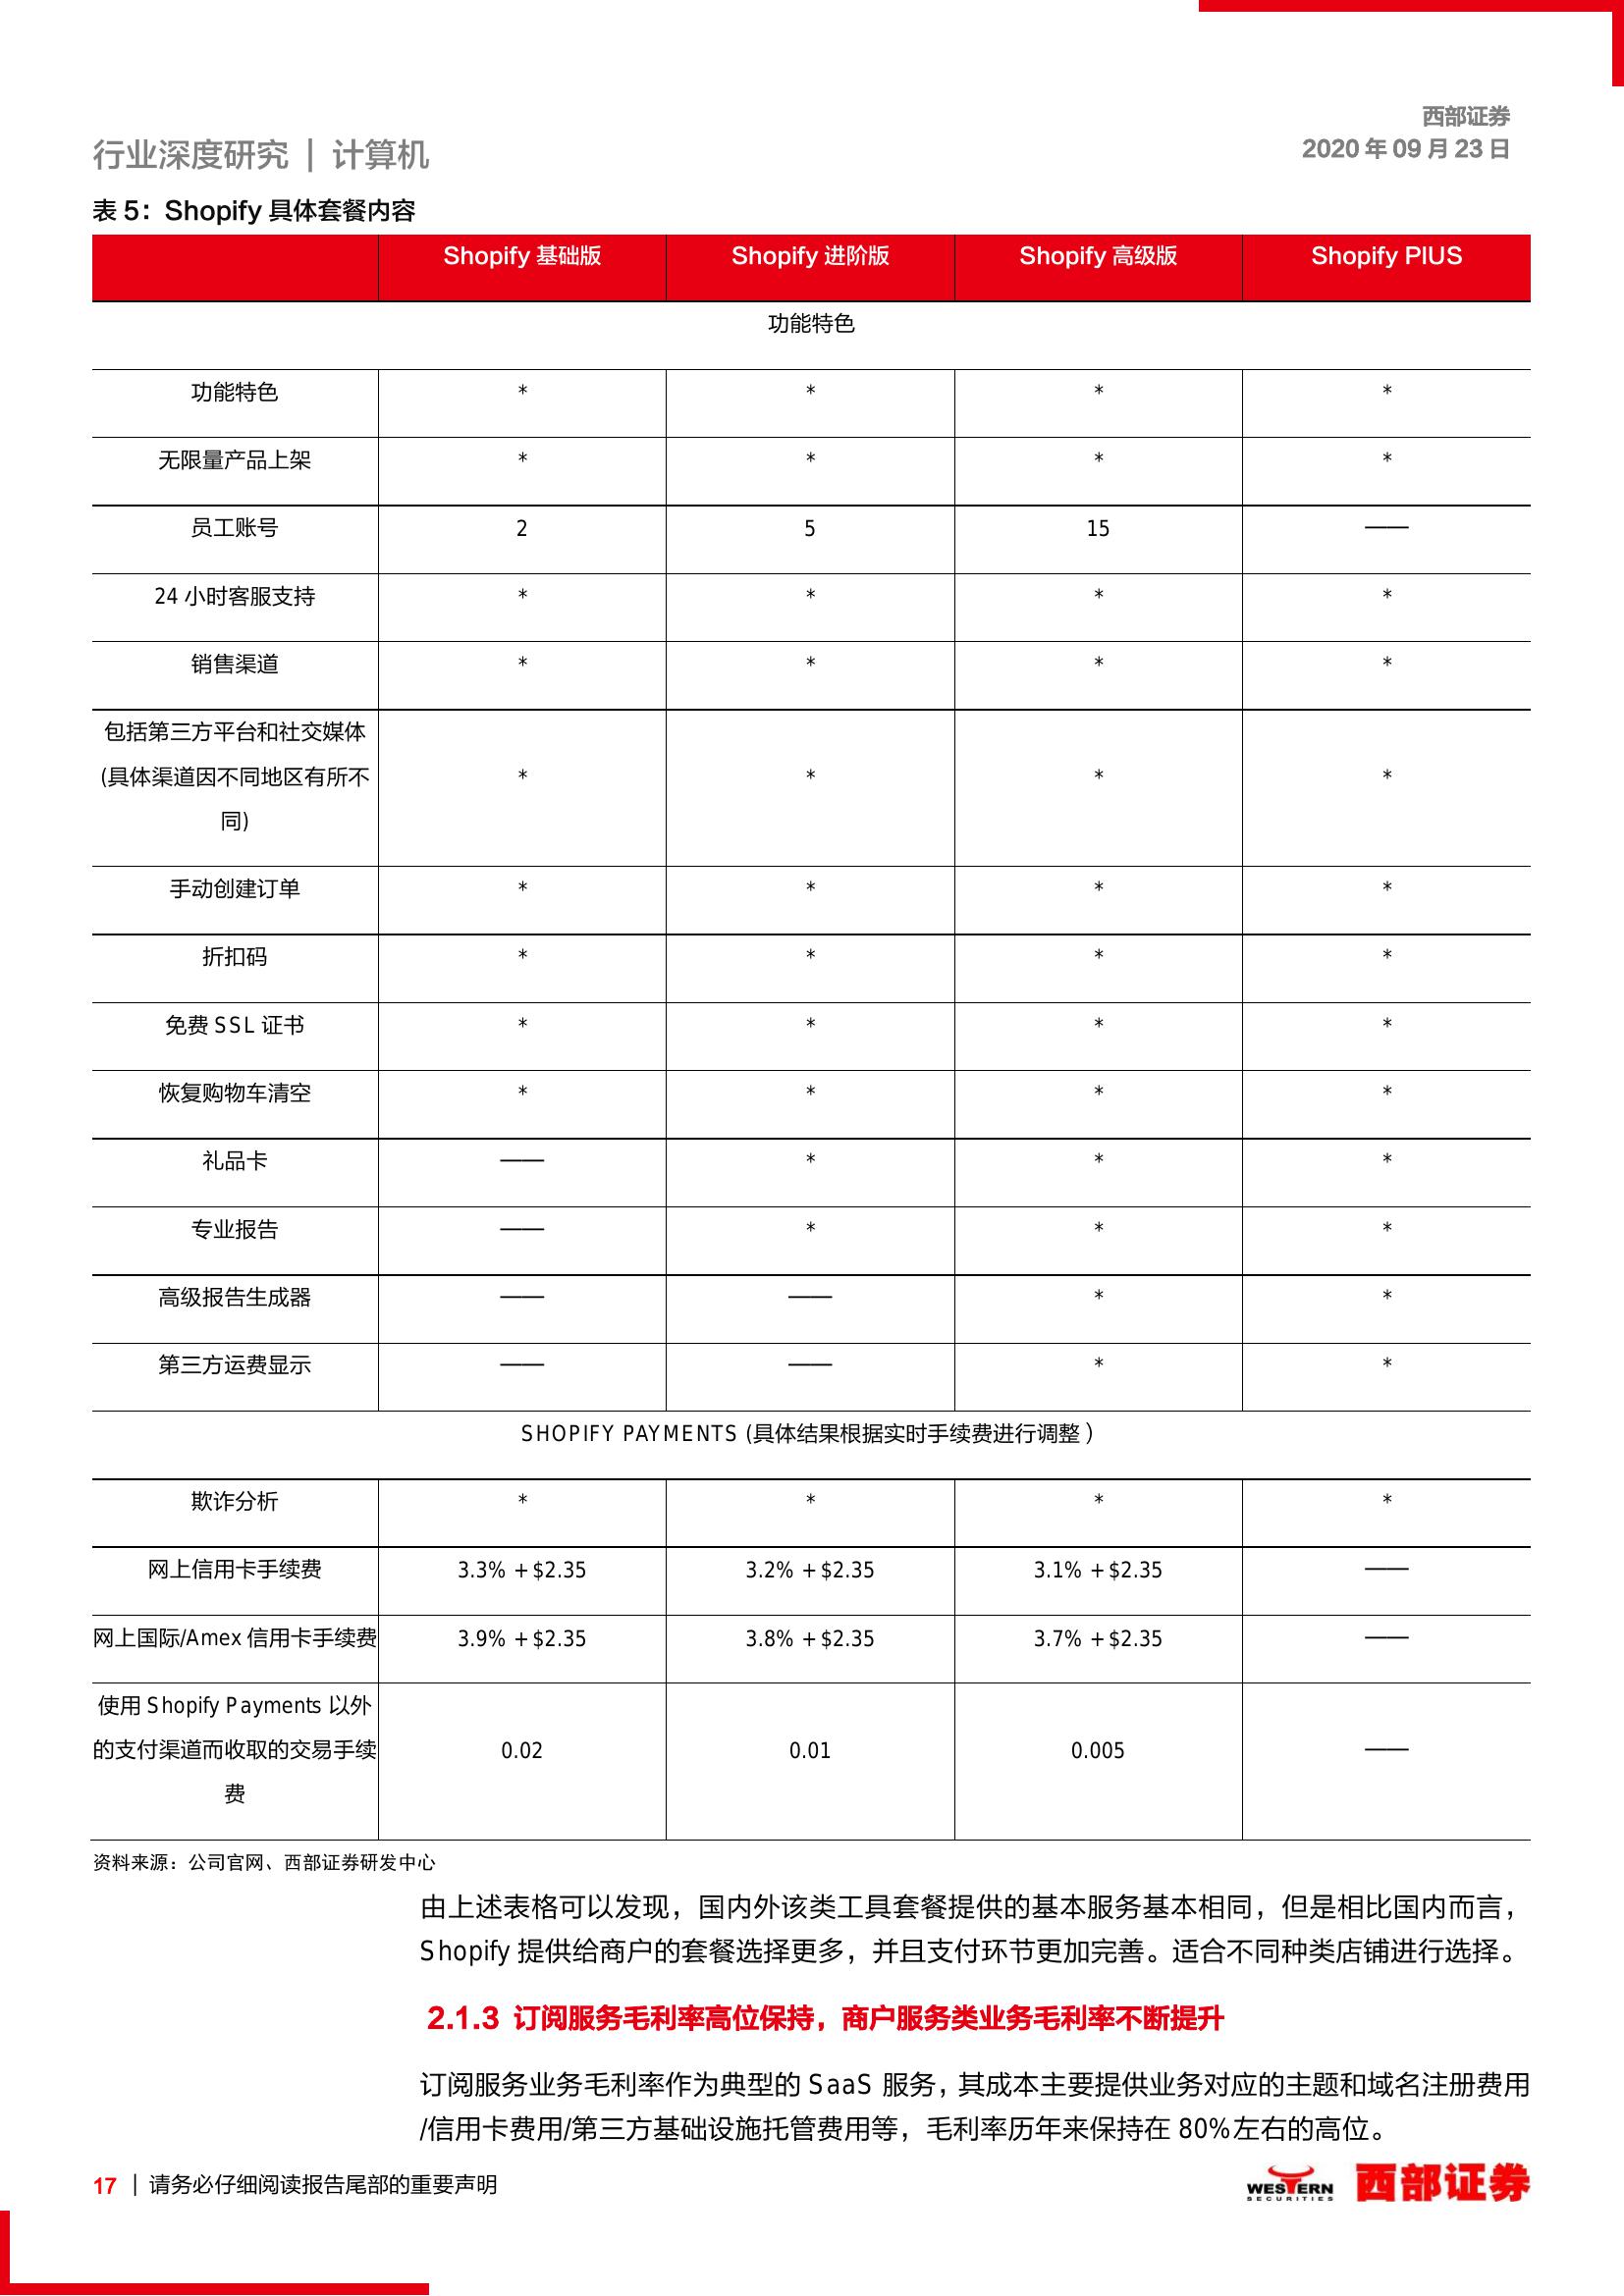 西部证券
行业深度研究 | 计算机
2020 年 09 月 23 日
表 5：Shopify 具体套餐内容
Shopify 基础版 Shopify 进阶版 Shopify 高级版 Shopify PlUS
功能特色
功能特色 * * * *
无限量产品上架 * * * *
员工账号 2 5 15 ——
24 小时客服支持 * * * *
销售渠道 * * * *
包括第三方平台和社交媒体
(具体渠道因不同地区有所不 * * * *
同)
手动创建订单 * * * *
折扣码 * * * *
免费 SSL 证书 * * * *
恢复购物车清空 * * * *
礼品卡 —— * * *
专业报告 —— * * *
高级报告生成器 —— —— * *
第三方运费显示 —— —— * *
SHOPIFY PAYMENTS (具体结果根据实时手续费进行调整 )
欺诈分析 * * * *
网上信用卡手续费 3.3% + $2.35 3.2% + $2.35 3.1% + $2.35 ——
网上国际/Amex 信用卡手续费 3.9% + $2.35 3.8% + $2.35 3.7% + $2.35 ——
使用 Shopify Payments 以外
的支付渠道而收取的交易手续 0.02 0.01 0.005 ——
费
资料来源：公司官网、西部证券研发中心
由上述表格可以发现，国内外该类工具套餐提供的基本服务基本相同，但是相比国内而言，
Shopify 提供给商户的套餐选择更多，并且支付环节更加完善。适合不同种类店铺进行选择。
2.1.3 订阅服务毛利率高位保持，商户服务类业务毛利率不断提升
订阅服务业务毛利率作为典型的 SaaS 服务，其成本主要提供业务对应的主题和域名注册费用
/信用卡费用/第三方基础设施托管费用等，毛利率历年来保持在 80%左右的高位。
17 | 请务必仔细阅读报告尾部的重要声明
WESTERN
SECURITIES
西部证券